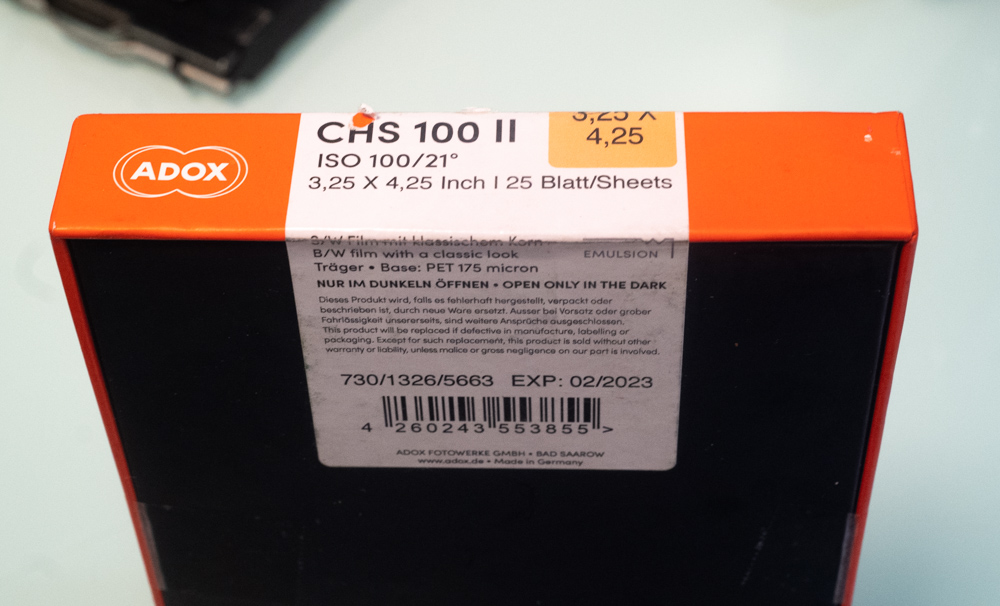 ADOX
CHS 100 II
ISO 100/21°
3,25 X 4,25 Inch I 25 Blatt/Sheets
3,25 X
4,25
B/W Film mit klassischem Korn
B/W film with a classic look
Träger • Base: PET 175 micron
EMULSION
NUR IM DUNKELN ÖFFNEN • OPEN ONLY IN THE DARK
Dieses Produkt wird, falls es fehlerhaft hergestellt, verpackt oder
beschrieben ist, durch neue Ware ersetzt. Ausser bei Vorsatz oder grober
Fahrlässigkeit unsererseits, sind weitere Ansprüche ausgeschlossen.
This product will be replaced if defective in manufacture, labelling or
packaging. Except for such replacement, this product is sold without other
warranty or liability, unless malice or gross negligence on our part is involved.
730/1326/5663 EXP: 02/2023
4 260243 553855 >
ADOX FOTOWERKE GMBH • BAD SAAROW
www.adox.de • Made in Germany